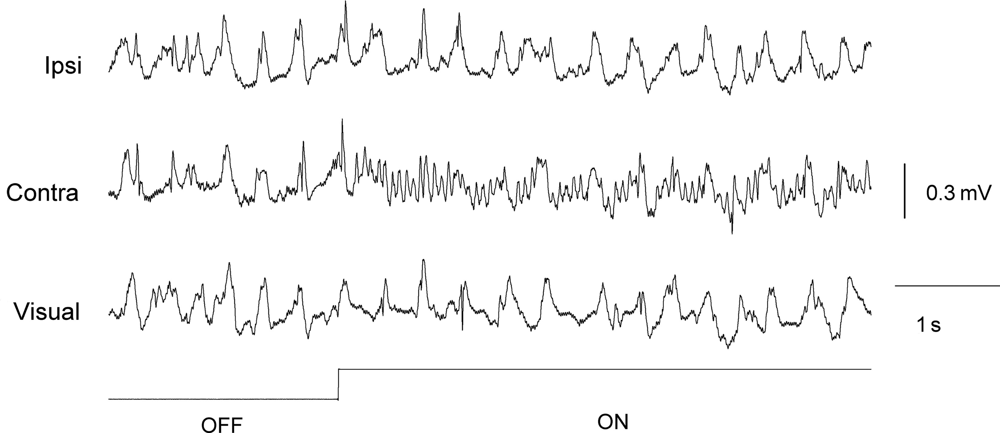 Ipsi
Contra
0.3 mV
Visual
1 s
OFF
ON